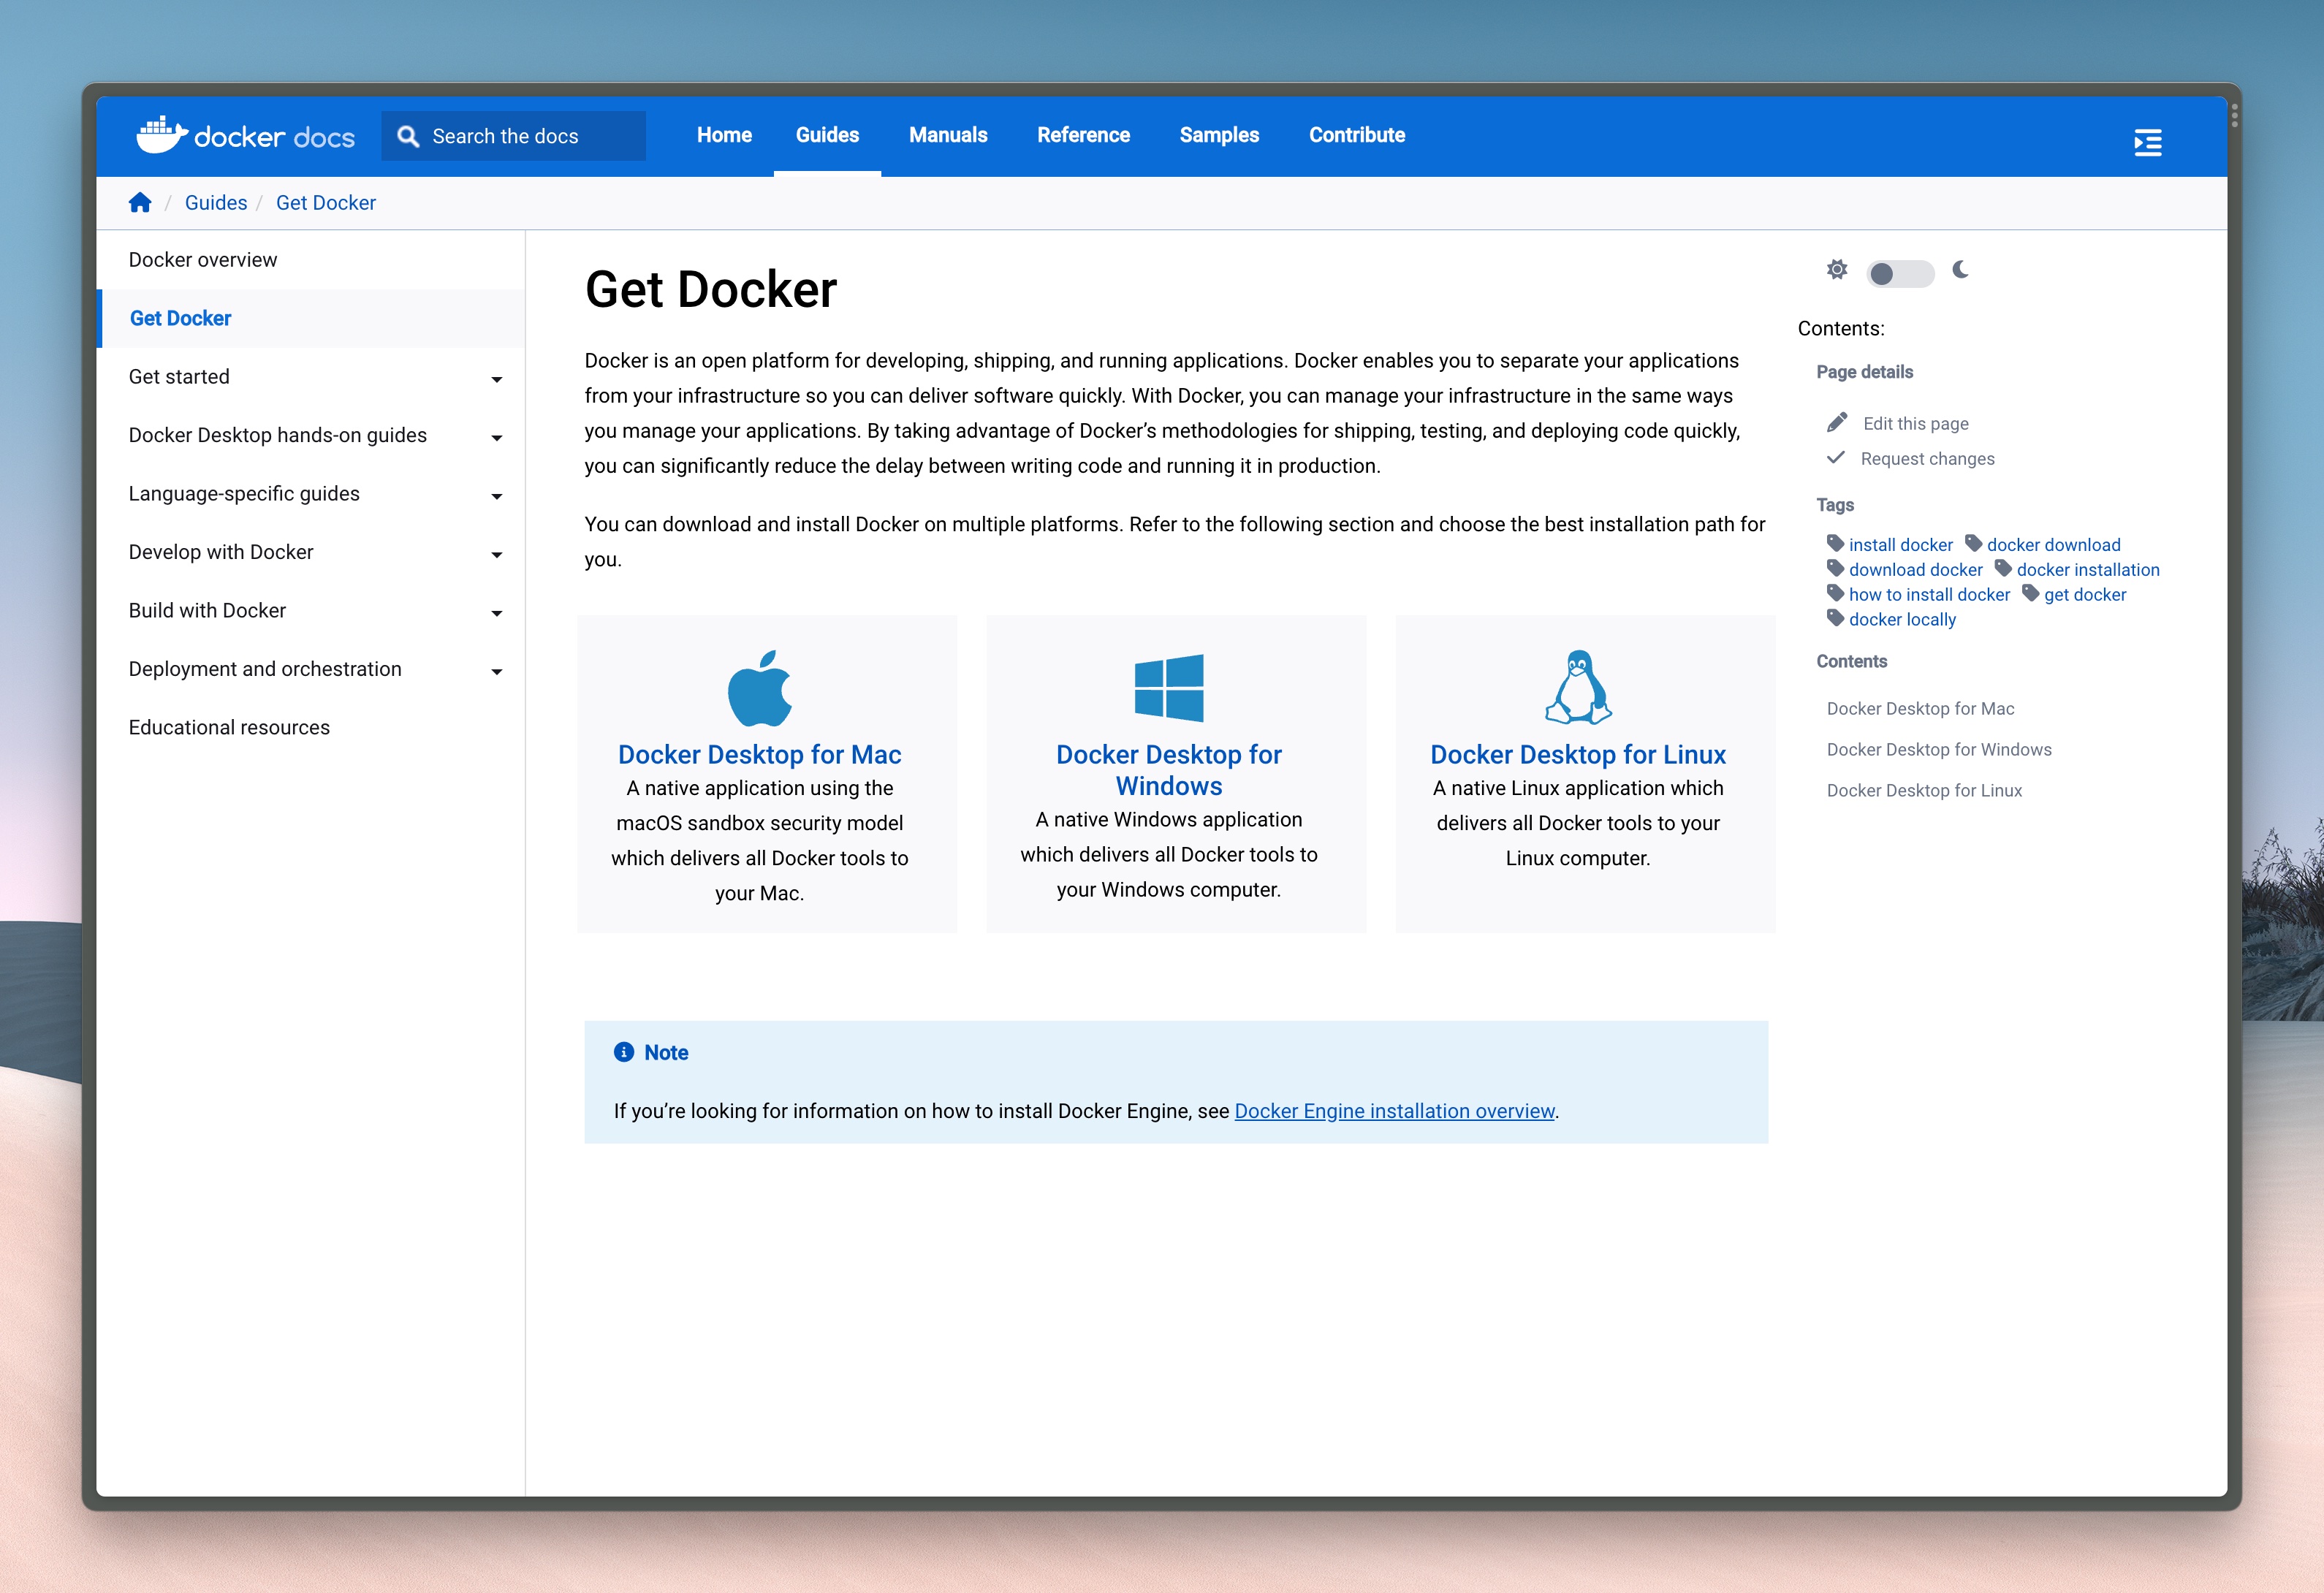 docker docs
Search the docs
Home
Guides
Manuals
Reference
Samples
Contribute
/ Guides / Get Docker
Docker overview
Get Docker
Get started
Docker Desktop hands-on guides
Language-specific guides
Develop with Docker
Build with Docker
Deployment and orchestration
Educational resources
Get Docker
Docker is an open platform for developing, shipping, and running applications. Docker enables you to separate your applications
from your infrastructure so you can deliver software quickly. With Docker, you can manage your infrastructure in the same ways
you manage your applications. By taking advantage of Docker’s methodologies for shipping, testing, and deploying code quickly,
you can significantly reduce the delay between writing code and running it in production.
You can download and install Docker on multiple platforms. Refer to the following section and choose the best installation path for
you.
Docker Desktop for Mac
A native application using the
macOS sandbox security model
which delivers all Docker tools to
your Mac.
Docker Desktop for
Windows
A native Windows application
which delivers all Docker tools to
your Windows computer.
Docker Desktop for Linux
A native Linux application which
delivers all Docker tools to your
Linux computer.
Note
If you’re looking for information on how to install Docker Engine, see Docker Engine installation overview.
Contents:
Page details
Edit this page
Request changes
Tags
install docker docker download
download docker docker installation
how to install docker get docker
docker locally
Contents
Docker Desktop for Mac
Docker Desktop for Windows
Docker Desktop for Linux